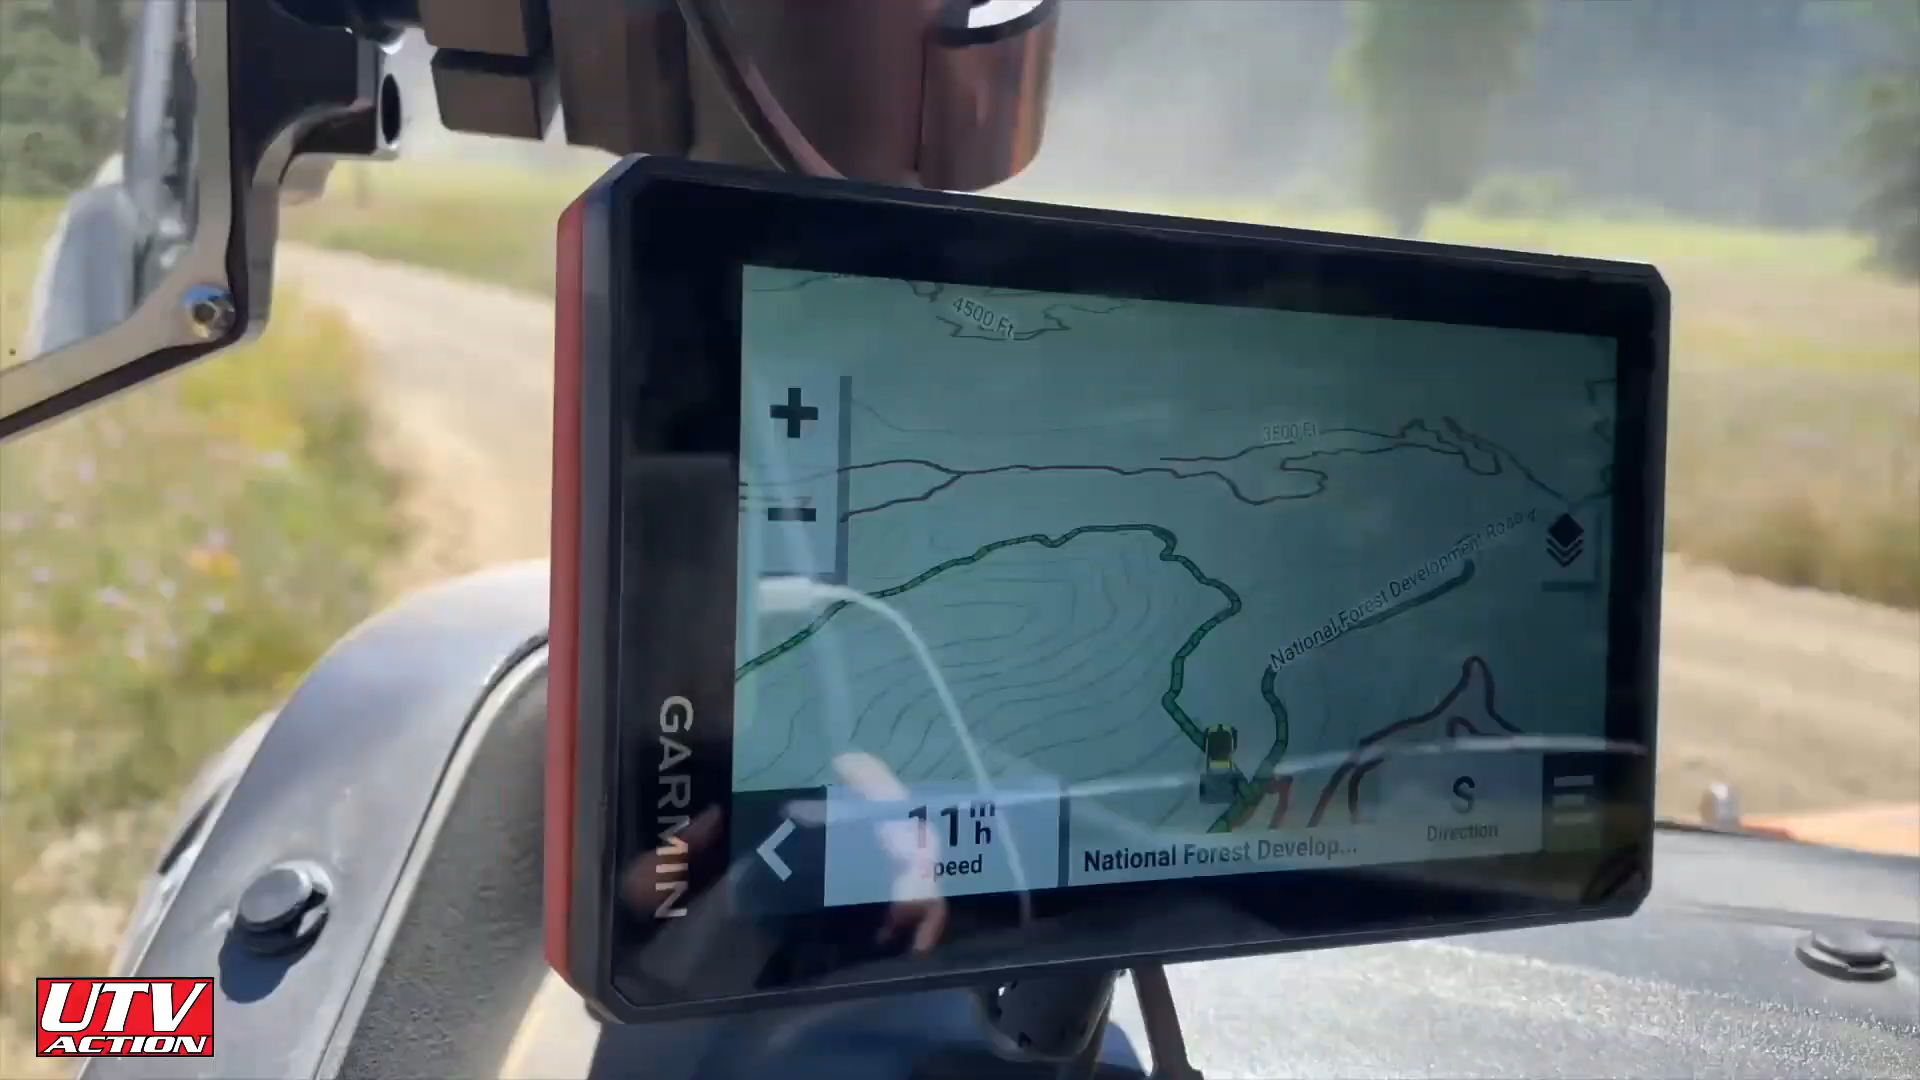 4500 Ft
3500 Ft
National Forest Development Road 4
GARMIN
11 m
h
Speed
National Forest Develop...
S
Direction
UTV
ACTION